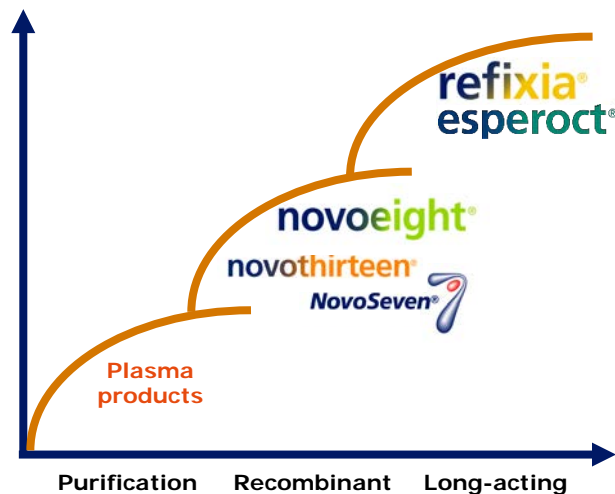 refixia®
esperoct®
novoeight®
novothirteen®
NovoSeven®
Plasma
products
Purification Recombinant Long-acting